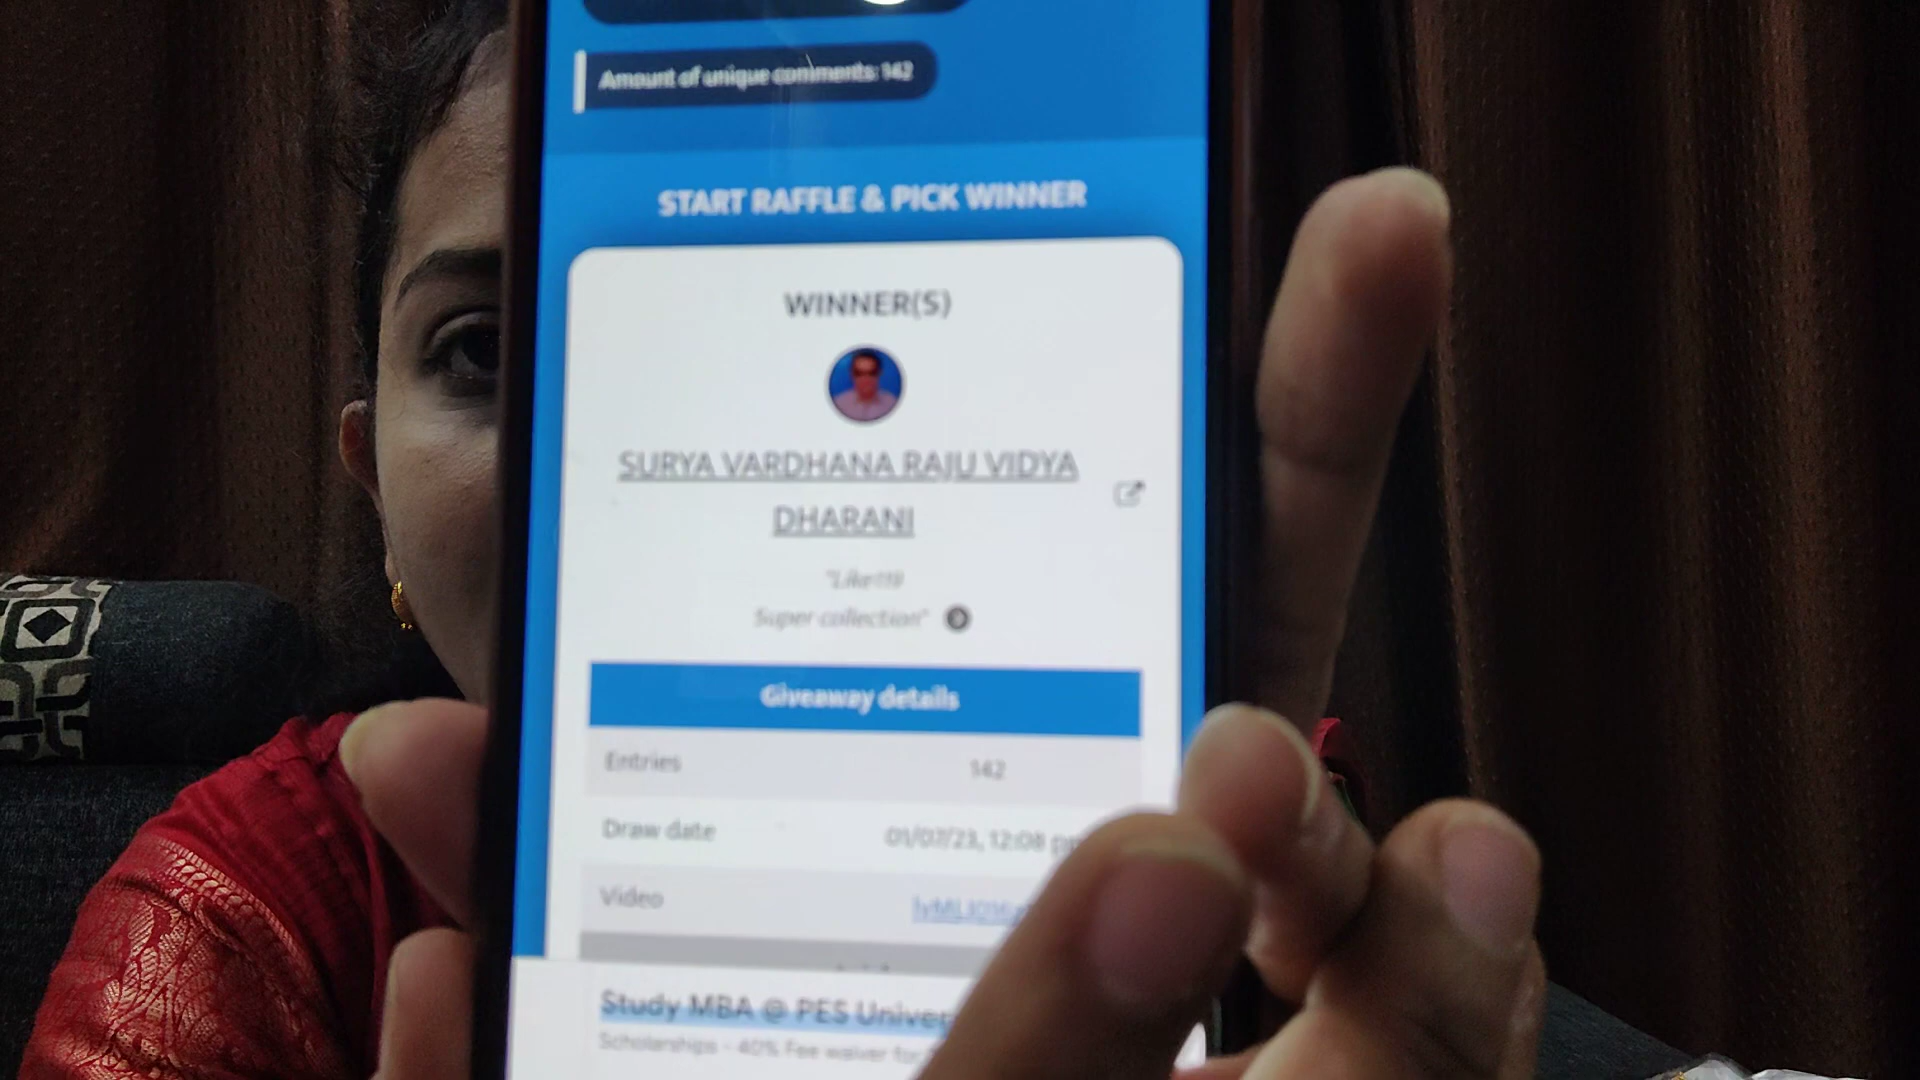 Amount of unique comments: 142
START RAFFLE & PICK WINNER
WINNER(S)
SURYA VARDHANA RAJU VIDYA
DHARANI
"Like!!!!
Super collection"
Giveaway details
Entries 142
Draw date 01/07/23, 12:08
Video
Study MBA @ PES
Scholarships - 40% Fee waiver for